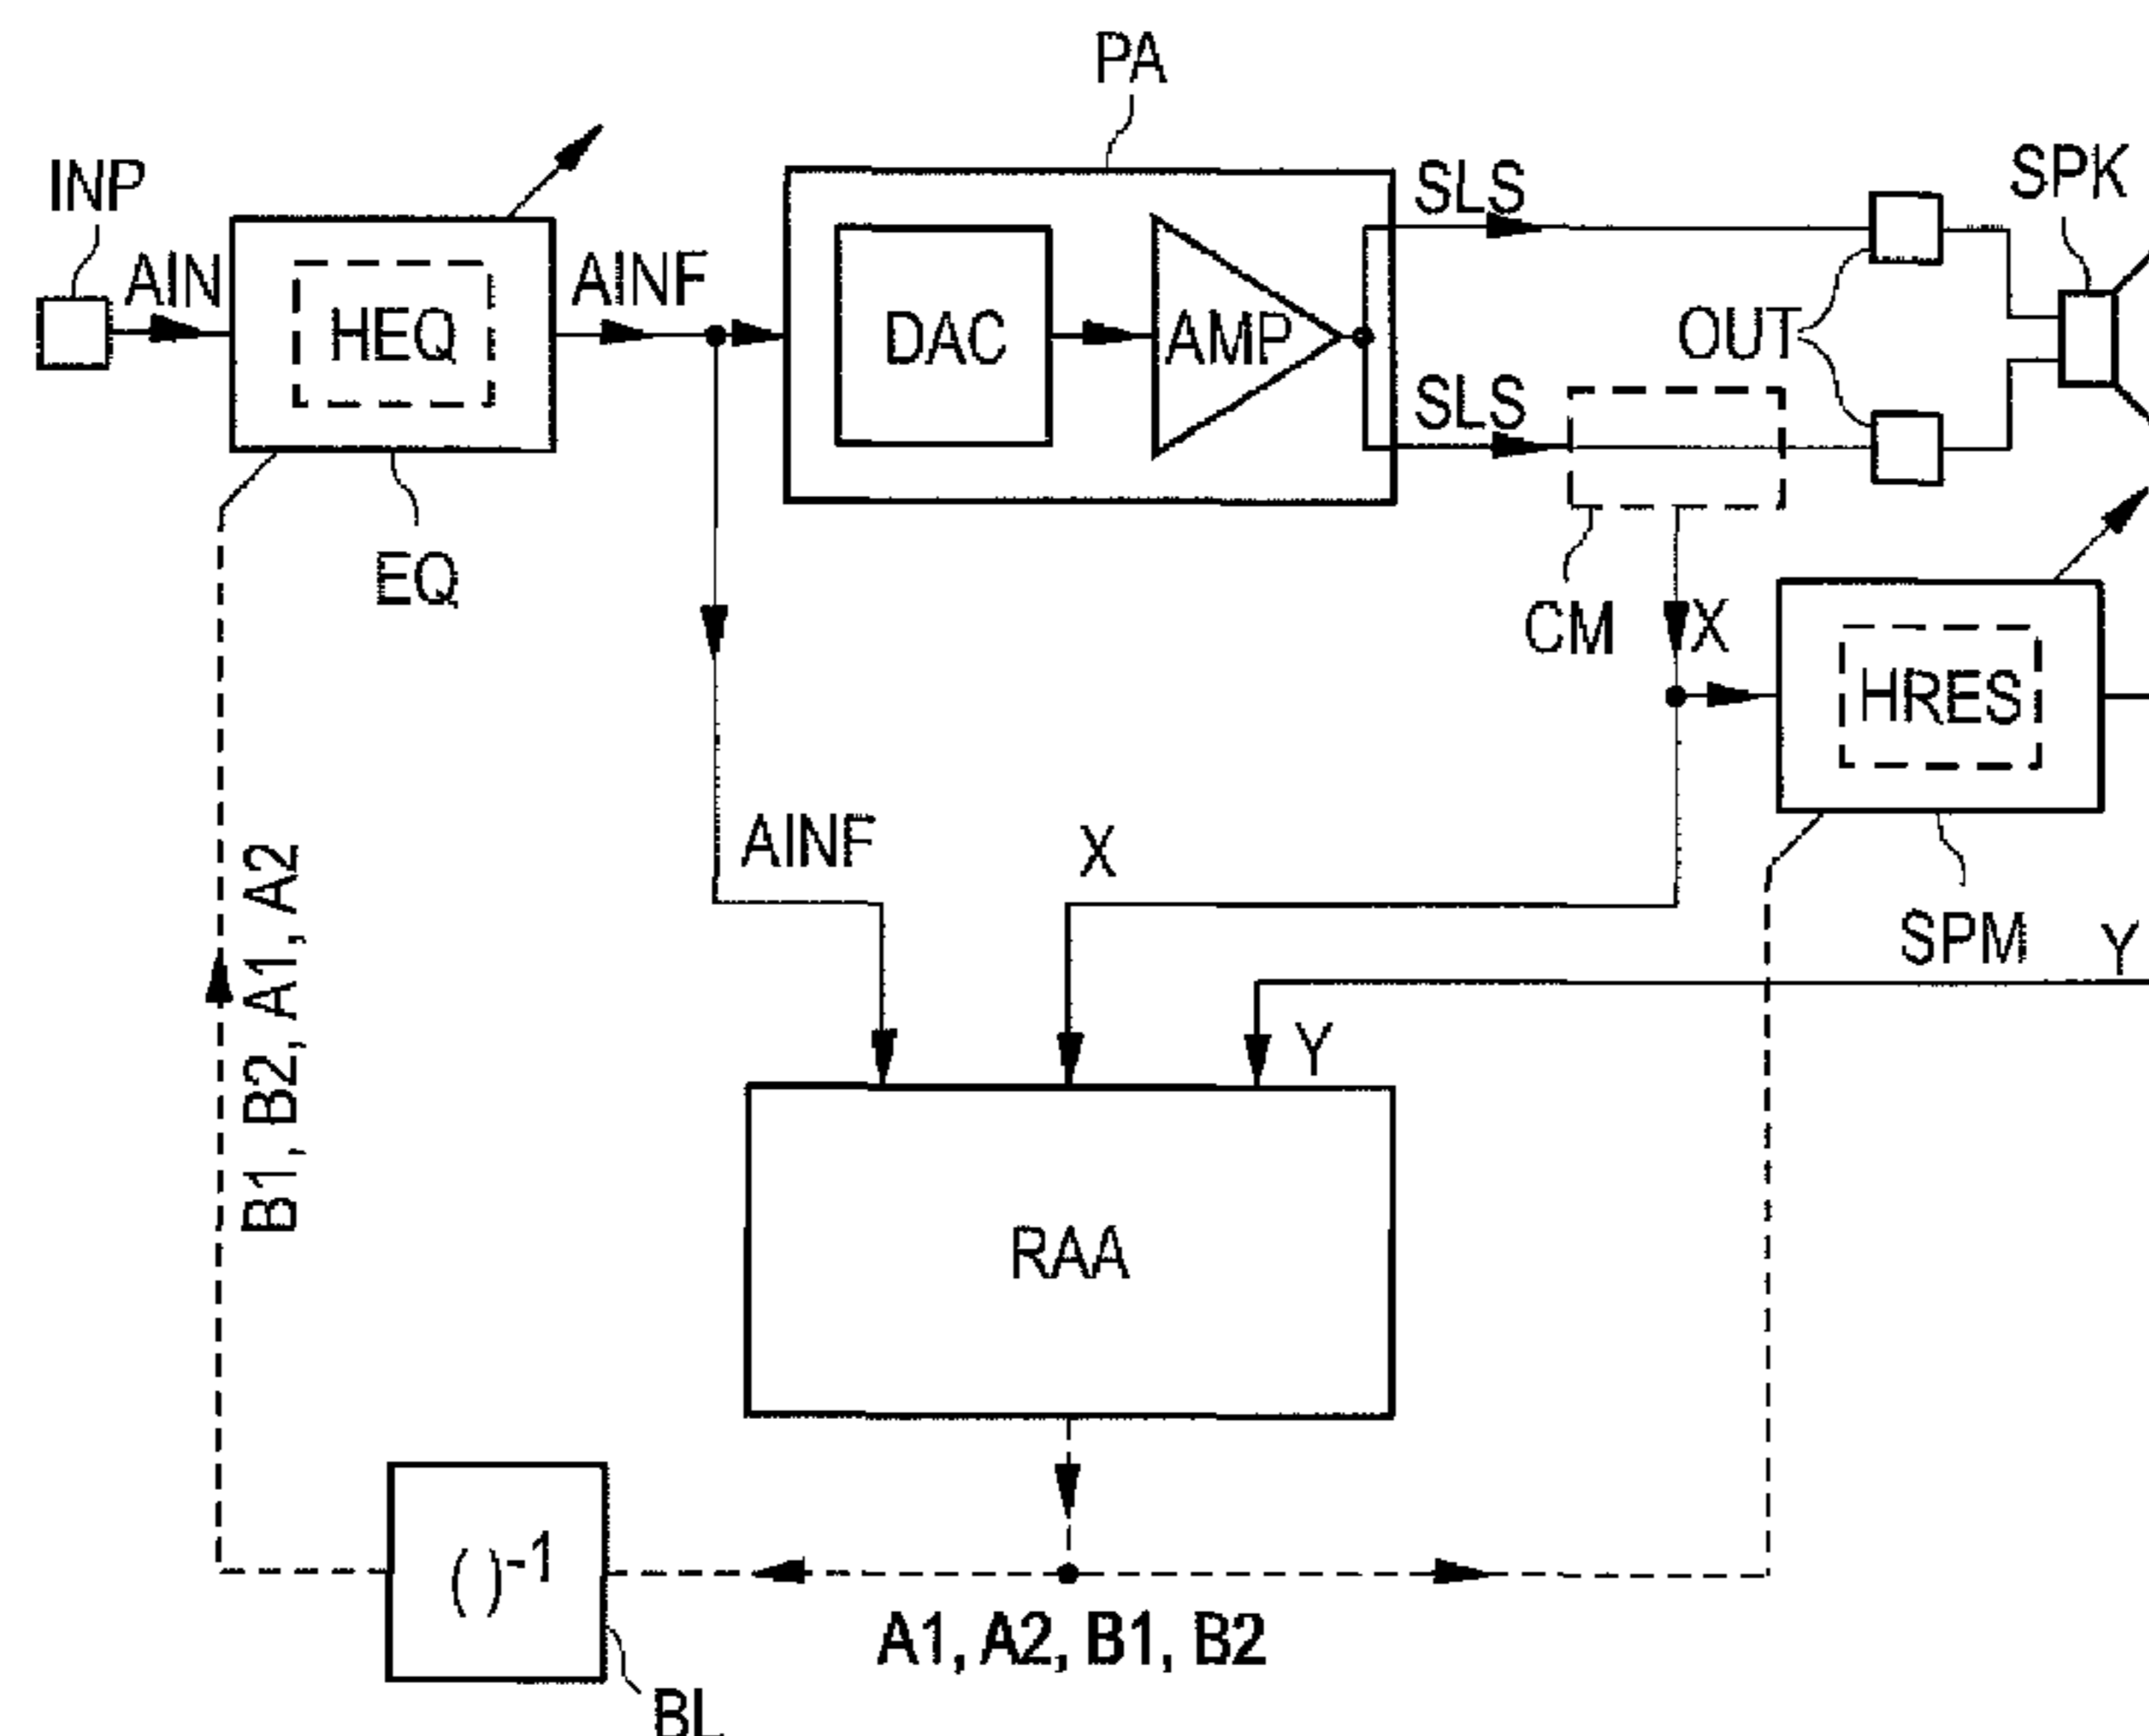 PA
INP
AIN
HEQ
AINF
EQ
DAC
AMP
SLS
SLS
OUT
SPK
CM
X
HRES
SPM
AINF
X
Y
Y
B1, B2, A1, A2
RAA
( )-1
A1, A2, B1, B2
BL